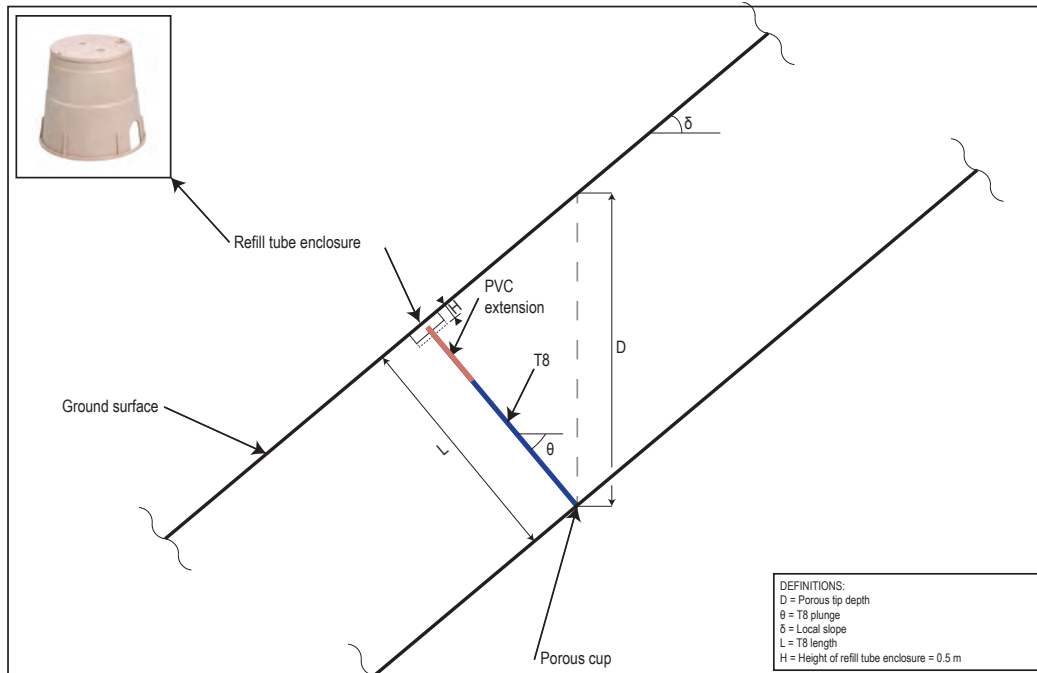 δ
Refill tube enclosure
H
PVC
extension
T8
D
Ground surface
θ
L
Porous cup
DEFINITIONS:
D = Porous tip depth
θ = T8 plunge
δ = Local slope
L = T8 length
H = Height of refill tube enclosure = 0.5 m